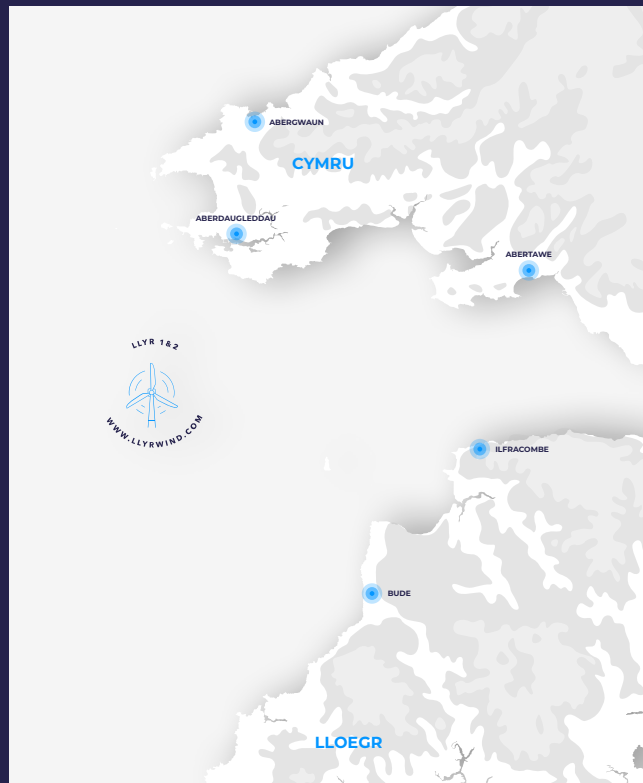 ABERGWAUN
CYMRU
ABERDAUGLEDDAU
ABERTAWE
LLYR 1&2
WWW.LLYRWIND.COM
ILFRACOMBE
BUDE
LLOEGR